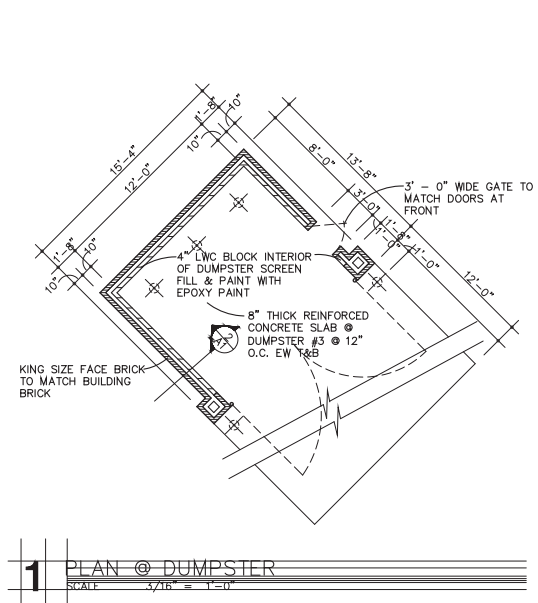 1'-8"
10"
10"
15'-4"
12'-0"
8'-0"
13'-8"
3'-0"
1'-8"
1'-0"
1'-0"
12'-0"
3' - 0" WIDE GATE TO
MATCH DOORS AT
FRONT
1'-8"
10"
10"
4" LWC BLOCK INTERIOR
OF DUMPSTER SCREEN
FILL & PAINT WITH
EPOXY PAINT
8" THICK REINFORCED
CONCRETE SLAB @
DUMPSTER #3 @ 12"
O.C. EW T&B
KING SIZE FACE BRICK
TO MATCH BUILDING
BRICK
1 PLAN @ DUMPSTER
SCALE 3/16" = 1'-0"